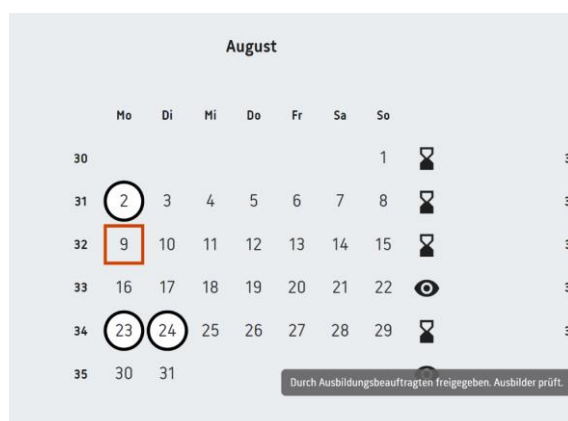 August
Mo Di Mi Do Fr Sa So
30 1
31 2 3 4 5 6 7 8
32 9 10 11 12 13 14 15
33 16 17 18 19 20 21 22
34 23 24 25 26 27 28 29
35 30 31
Durch Ausbildungsbeauftragten freigegeben. Ausbilder prüft.